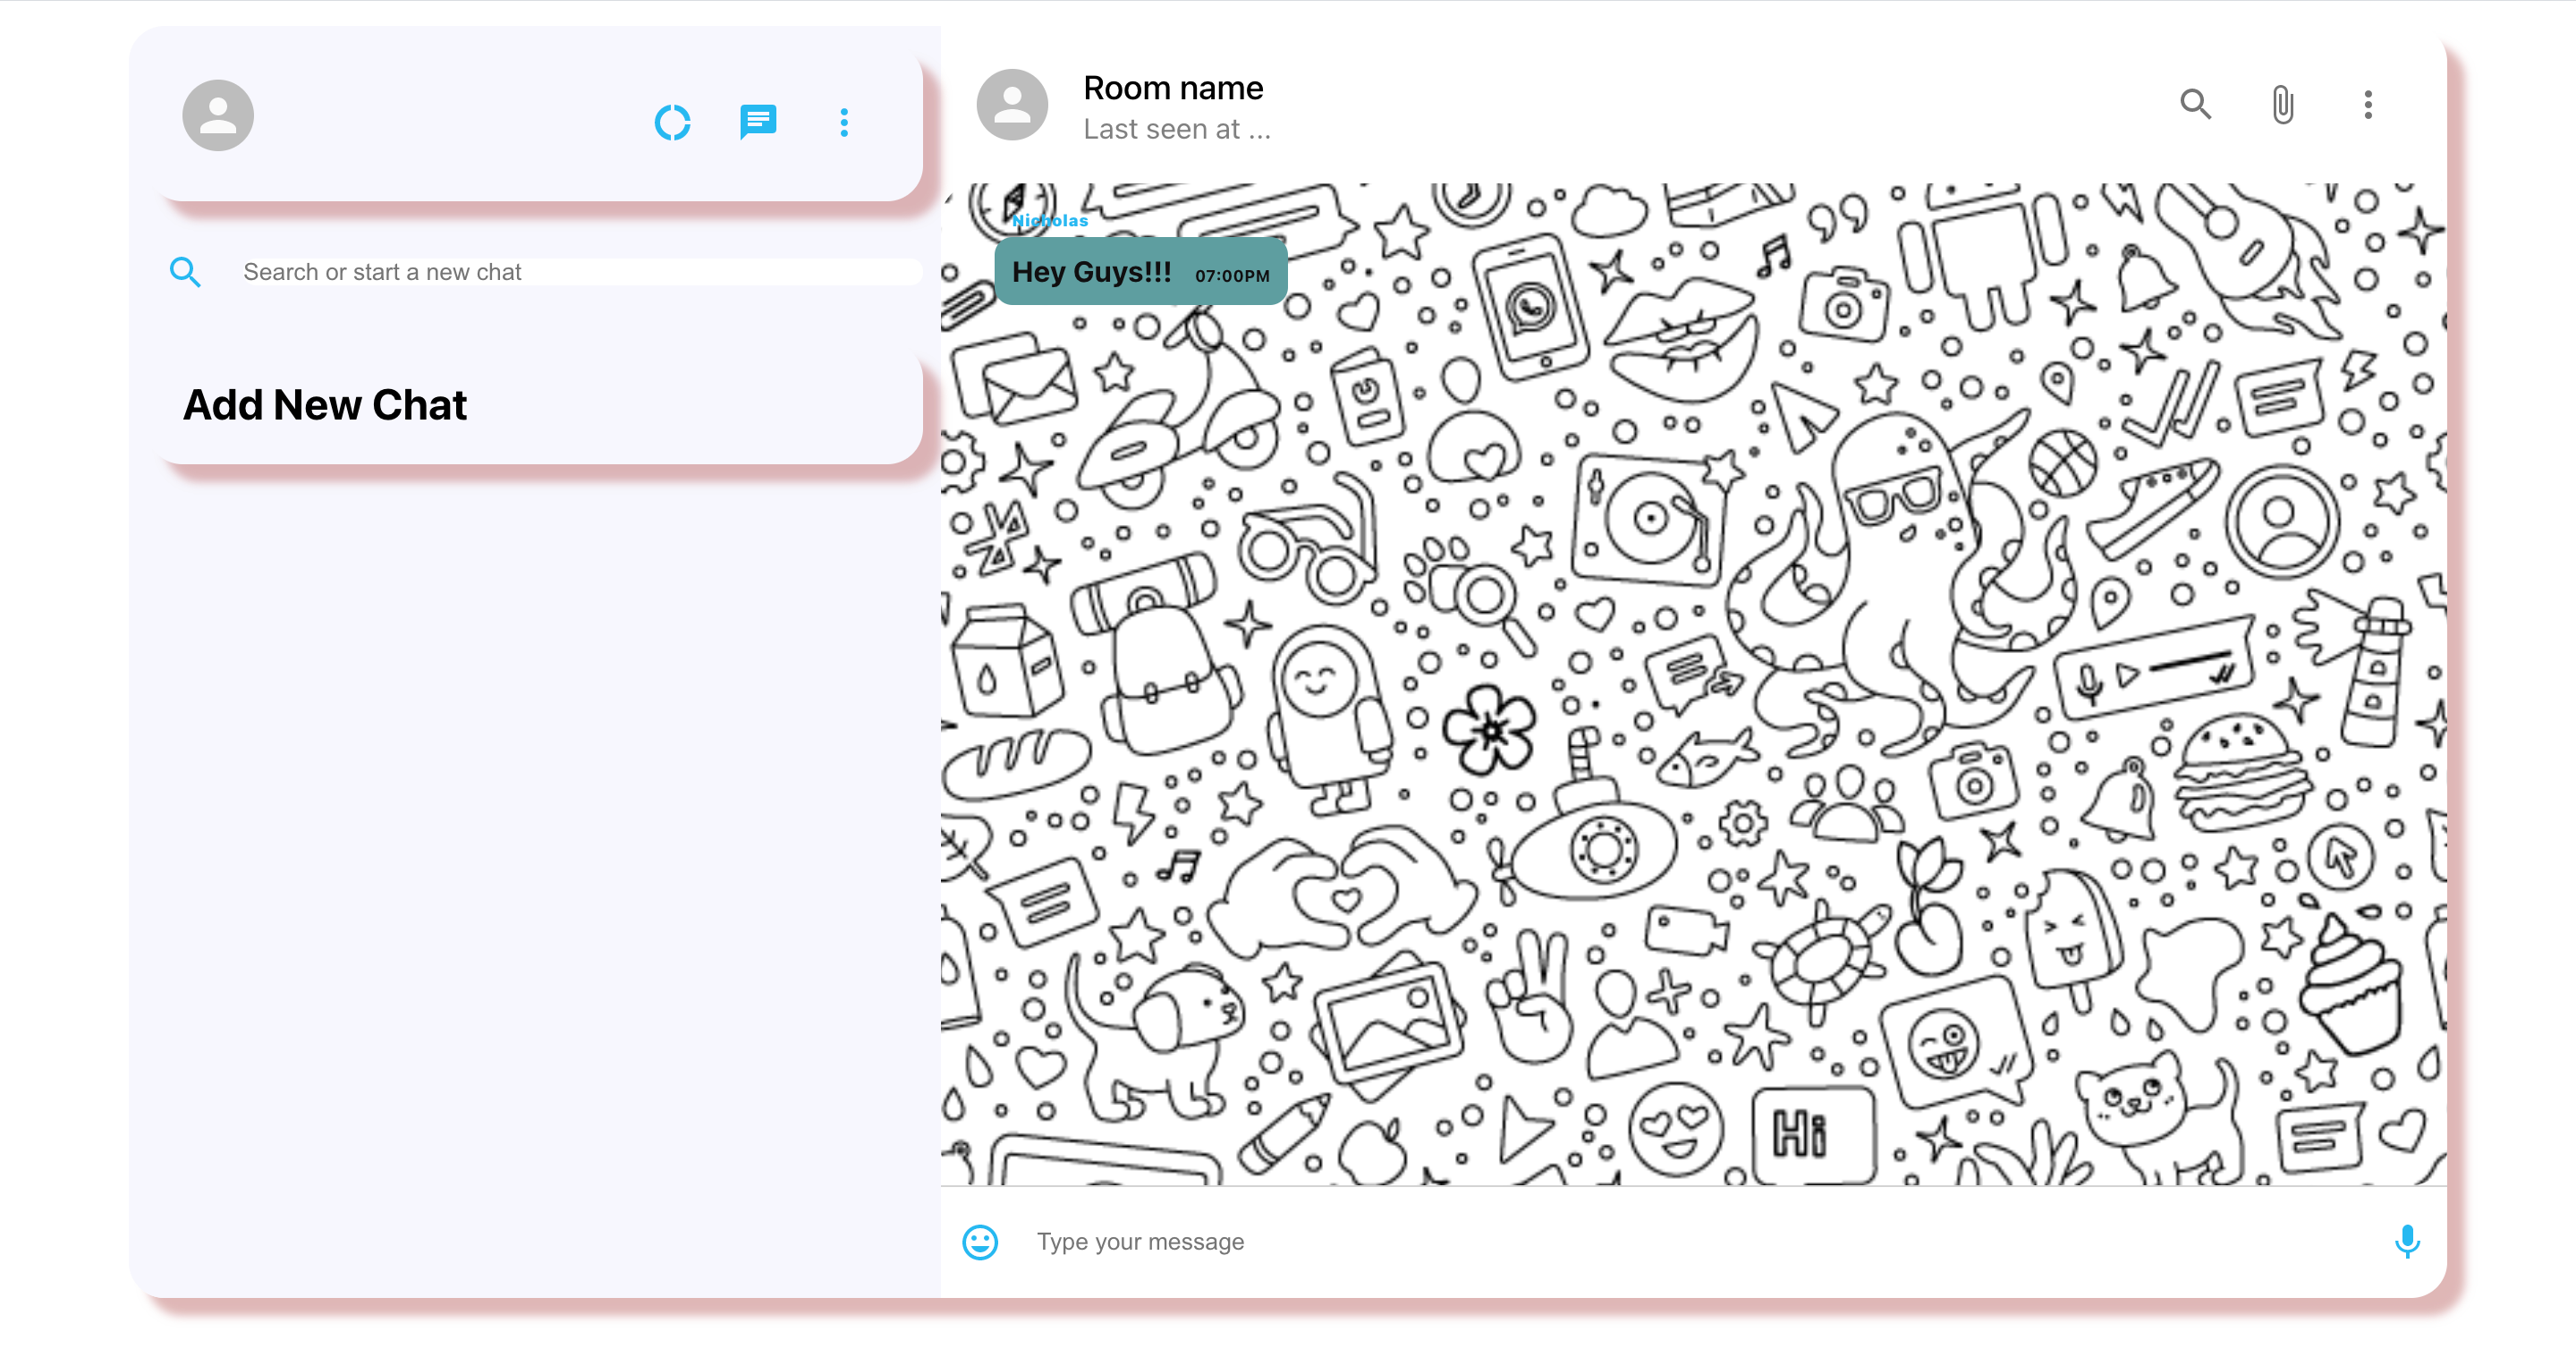 Search or start a new chat
Add New Chat
Room name
Last seen at ...
Nicholas
Hey Guys!!! 07:00PM
Hi
Type your message